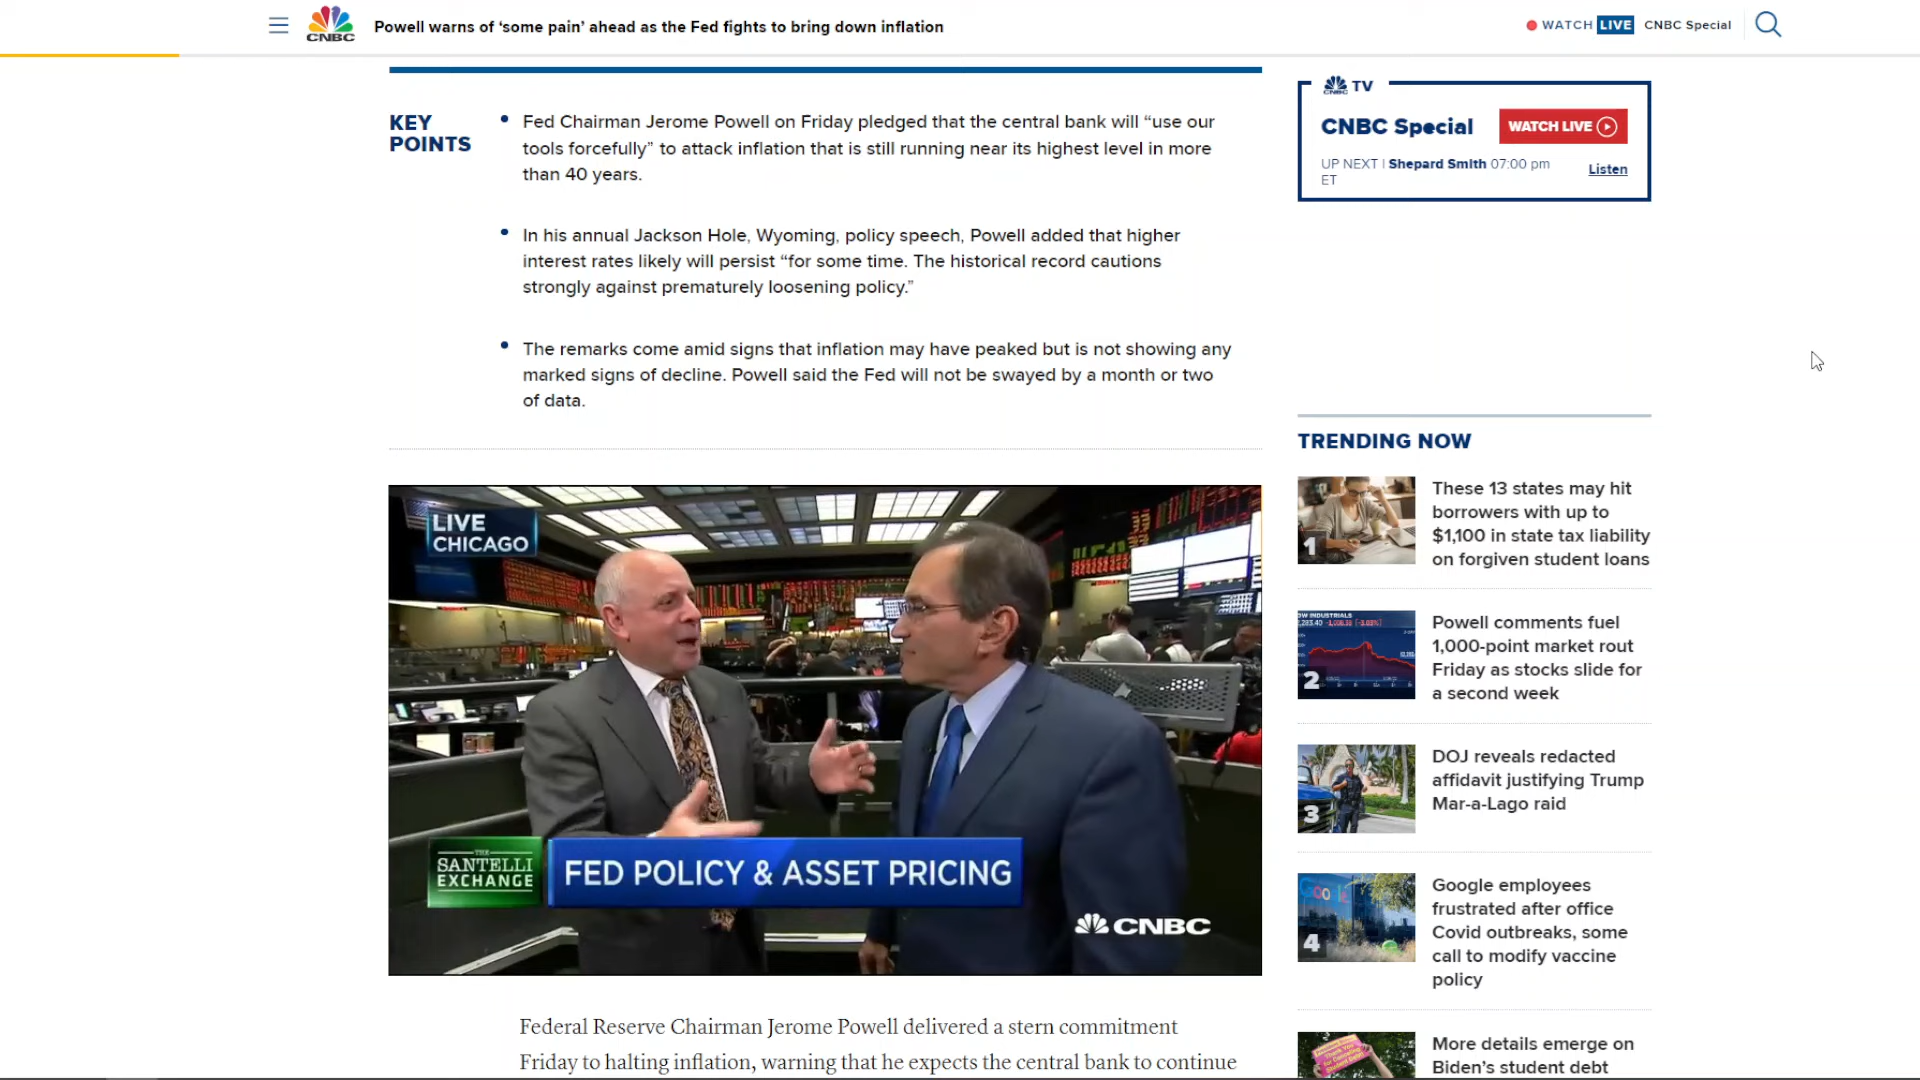 CNBC
Powell warns of ‘some pain’ ahead as the Fed fights to bring down inflation
WATCH LIVE CNBC Special
KEY
POINTS
Fed Chairman Jerome Powell on Friday pledged that the central bank will “use our
tools forcefully” to attack inflation that is still running near its highest level in more
than 40 years.
In his annual Jackson Hole, Wyoming, policy speech, Powell added that higher
interest rates likely will persist “for some time. The historical record cautions
strongly against prematurely loosening policy.”
The remarks come amid signs that inflation may have peaked but is not showing any
marked signs of decline. Powell said the Fed will not be swayed by a month or two
of data.
LIVE
CHICAGO
THE
SANTELLI
EXCHANGE
FED POLICY & ASSET PRICING
CNBC
Federal Reserve Chairman Jerome Powell delivered a stern commitment
Friday to halting inflation, warning that he expects the central bank to continue
CNBC TV
CNBC Special
WATCH LIVE
UP NEXT | Shepard Smith 07:00 pm
ET
Listen
TRENDING NOW
1
These 13 states may hit
borrowers with up to
$1,100 in state tax liability
on forgiven student loans
2
Powell comments fuel
1,000-point market rout
Friday as stocks slide for
a second week
3
DOJ reveals redacted
affidavit justifying Trump
Mar-a-Lago raid
Google
4
Google employees
frustrated after office
Covid outbreaks, some
call to modify vaccine
policy
More details emerge on
Biden’s student debt